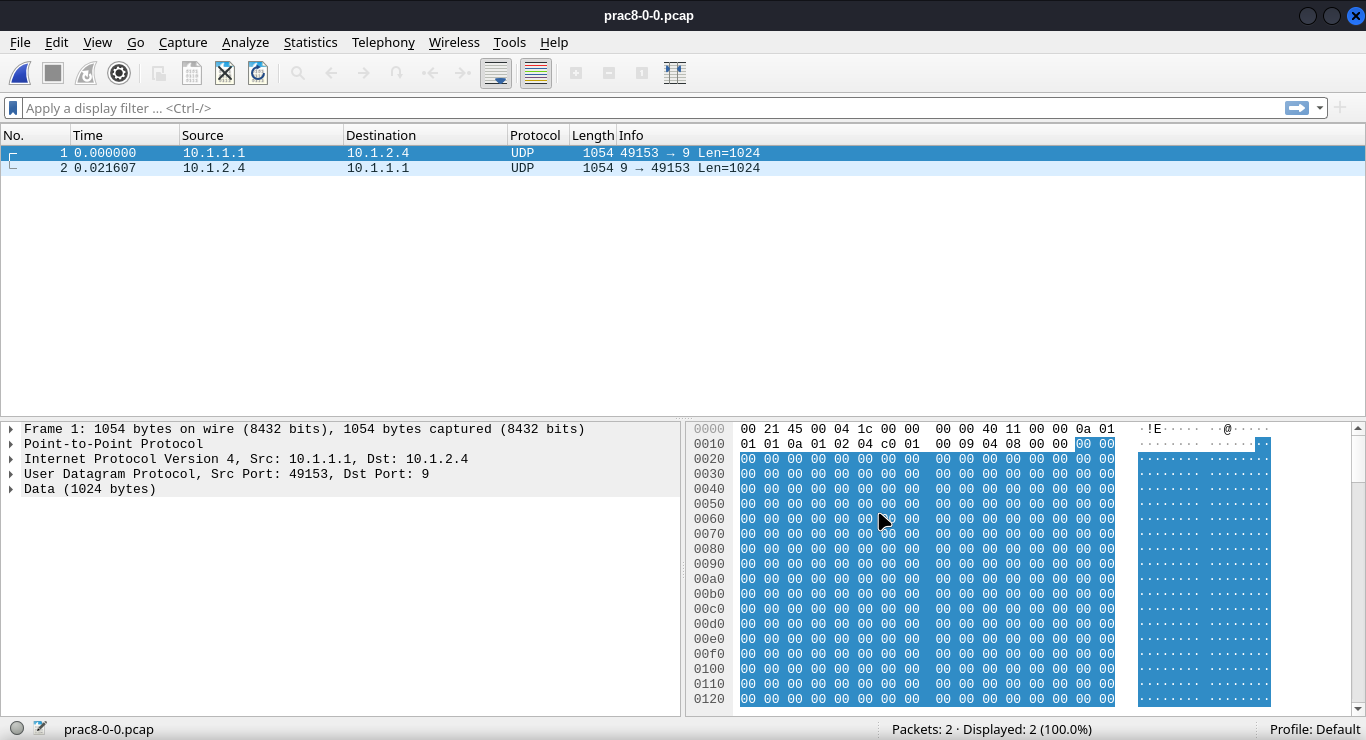 prac8-0-0.pcap
File Edit View Go Capture Analyze Statistics Telephony Wireless Tools Help
Apply a display filter ... <Ctrl-/>
No. Time Source Destination Protocol Length Info
1 0.000000 10.1.1.1 10.1.2.4 UDP 1054 49153 → 9 Len=1024
2 0.021607 10.1.2.4 10.1.1.1 UDP 1054 9 → 49153 Len=1024
Frame 1: 1054 bytes on wire (8432 bits), 1054 bytes captured (8432 bits)
Point-to-Point Protocol
Internet Protocol Version 4, Src: 10.1.1.1, Dst: 10.1.2.4
User Datagram Protocol, Src Port: 49153, Dst Port: 9
Data (1024 bytes)
0000 00 21 45 00 04 1c 00 00 00 00 40 11 00 00 0a 01 ·!E····· ··@·····
0010 01 01 0a 01 02 04 c0 01 00 09 04 08 00 00 00 00 ········ ········
0020 00 00 00 00 00 00 00 00 00 00 00 00 00 00 00 00 ········ ········
0030 00 00 00 00 00 00 00 00 00 00 00 00 00 00 00 00 ········ ········
0040 00 00 00 00 00 00 00 00 00 00 00 00 00 00 00 00 ········ ········
0050 00 00 00 00 00 00 00 00 00 00 00 00 00 00 00 00 ········ ········
0060 00 00 00 00 00 00 00 00 00 00 00 00 00 00 00 00 ········ ········
0070 00 00 00 00 00 00 00 00 00 00 00 00 00 00 00 00 ········ ········
0080 00 00 00 00 00 00 00 00 00 00 00 00 00 00 00 00 ········ ········
0090 00 00 00 00 00 00 00 00 00 00 00 00 00 00 00 00 ········ ········
00a0 00 00 00 00 00 00 00 00 00 00 00 00 00 00 00 00 ········ ········
00b0 00 00 00 00 00 00 00 00 00 00 00 00 00 00 00 00 ········ ········
00c0 00 00 00 00 00 00 00 00 00 00 00 00 00 00 00 00 ········ ········
00d0 00 00 00 00 00 00 00 00 00 00 00 00 00 00 00 00 ········ ········
00e0 00 00 00 00 00 00 00 00 00 00 00 00 00 00 00 00 ········ ········
00f0 00 00 00 00 00 00 00 00 00 00 00 00 00 00 00 00 ········ ········
0100 00 00 00 00 00 00 00 00 00 00 00 00 00 00 00 00 ········ ········
0110 00 00 00 00 00 00 00 00 00 00 00 00 00 00 00 00 ········ ········
0120 00 00 00 00 00 00 00 00 00 00 00 00 00 00 00 00 ········ ········
prac8-0-0.pcap Packets: 2 · Displayed: 2 (100.0%) Profile: Default